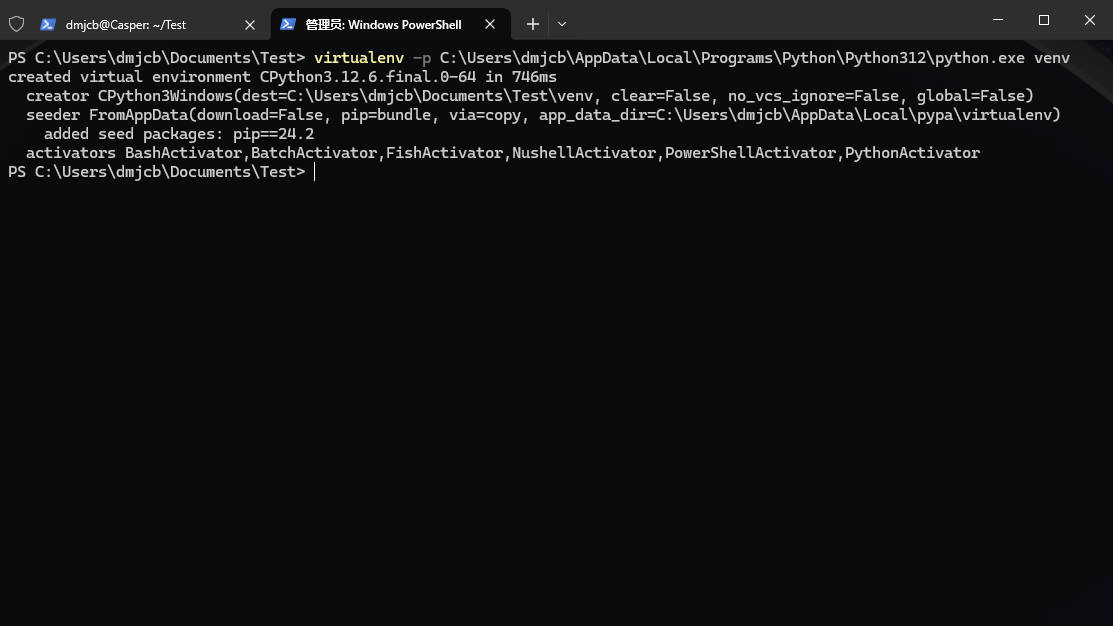 dmjcb@Casper: ~/Test
管理员: Windows PowerShell
PS C:\Users\dmjcb\Documents\Test> virtualenv -p C:\Users\dmjcb\AppData\Local\Programs\Python\Python312\python.exe venv
created virtual environment CPython3.12.6.final.0-64 in 746ms
  creator CPython3Windows(dest=C:\Users\dmjcb\Documents\Test\venv, clear=False, no_vcs_ignore=False, global=False)
  seeder FromAppData(download=False, pip=bundle, via=copy, app_data_dir=C:\Users\dmjcb\AppData\Local\pypa\virtualenv)
    added seed packages: pip==24.2
  activators BashActivator,BatchActivator,FishActivator,NushellActivator,PowerShellActivator,PythonActivator
PS C:\Users\dmjcb\Documents\Test>